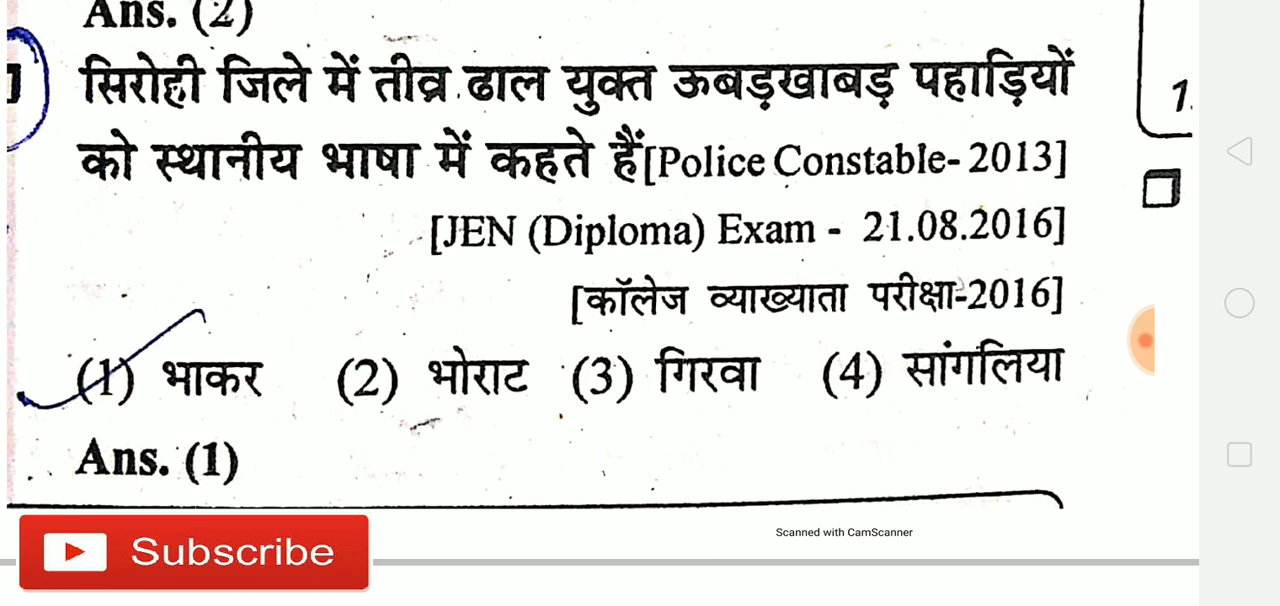 Ans. (2)
सिरोही जिले में तीव्र ढाल युक्त ऊबड़खाबड़ पहाड़ियों
को स्थानीय भाषा में कहते हैं[Police Constable- 2013]
[JEN (Diploma) Exam - 21.08.2016]
[कॉलेज व्याख्याता परीक्षा-2016]
(1) भाकर (2) भोराट (3) गिरवा (4) सांगलिया
Ans. (1)
1.
Scanned with CamScanner
Subscribe